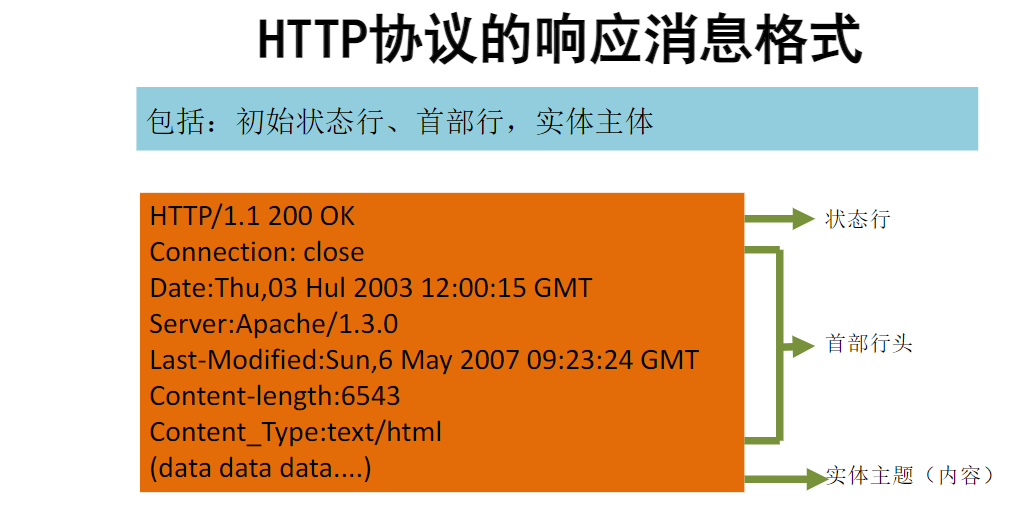 HTTP协议的响应消息格式
包括：初始状态行、首部行，实体主体
HTTP/1.1 200 OK
状态行
Connection: close
Date:Thu,03 Hul 2003 12:00:15 GMT
Server:Apache/1.3.0
首部行头
Last-Modified:Sun,6 May 2007 09:23:24 GMT
Content-length:6543
Content_Type:text/html
(data data data....)
实体主题（内容）